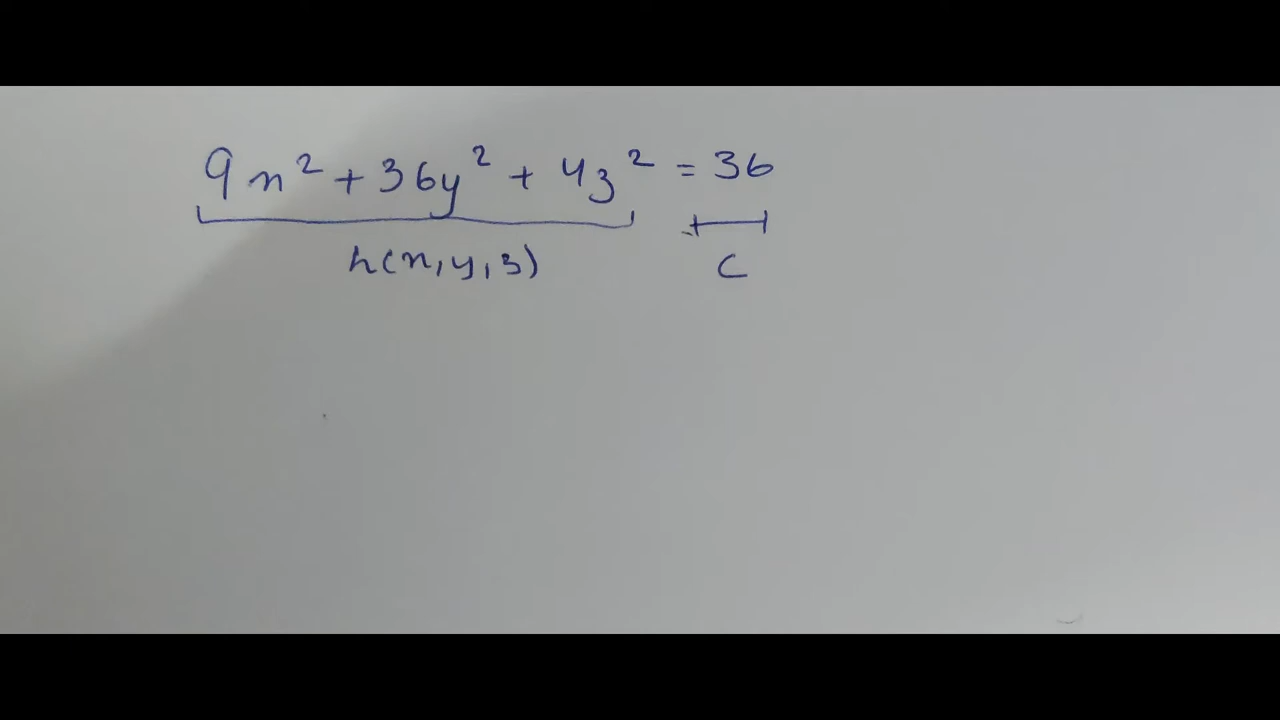 9x² + 36y² + 4z² = 36
h(x,y,z) c